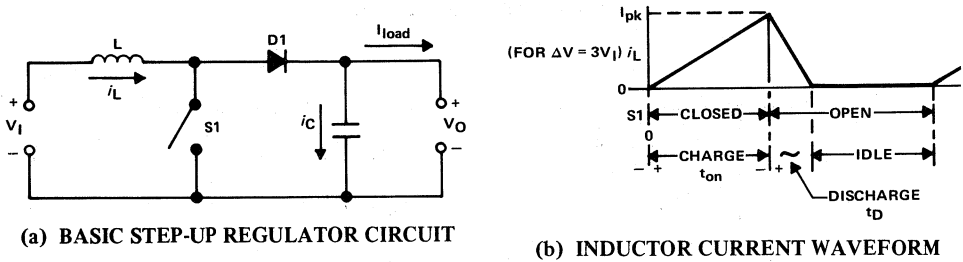 L
D1
I load
iL
+
VI
−
S1
iC
+
VO
−
(a) BASIC STEP-UP REGULATOR CIRCUIT
Ipk
(FOR ΔV = 3VI) iL
0
S1 CLOSED OPEN
0
− + CHARGE − + ~ IDLE
ton
DISCHARGE
tD
(b) INDUCTOR CURRENT WAVEFORM